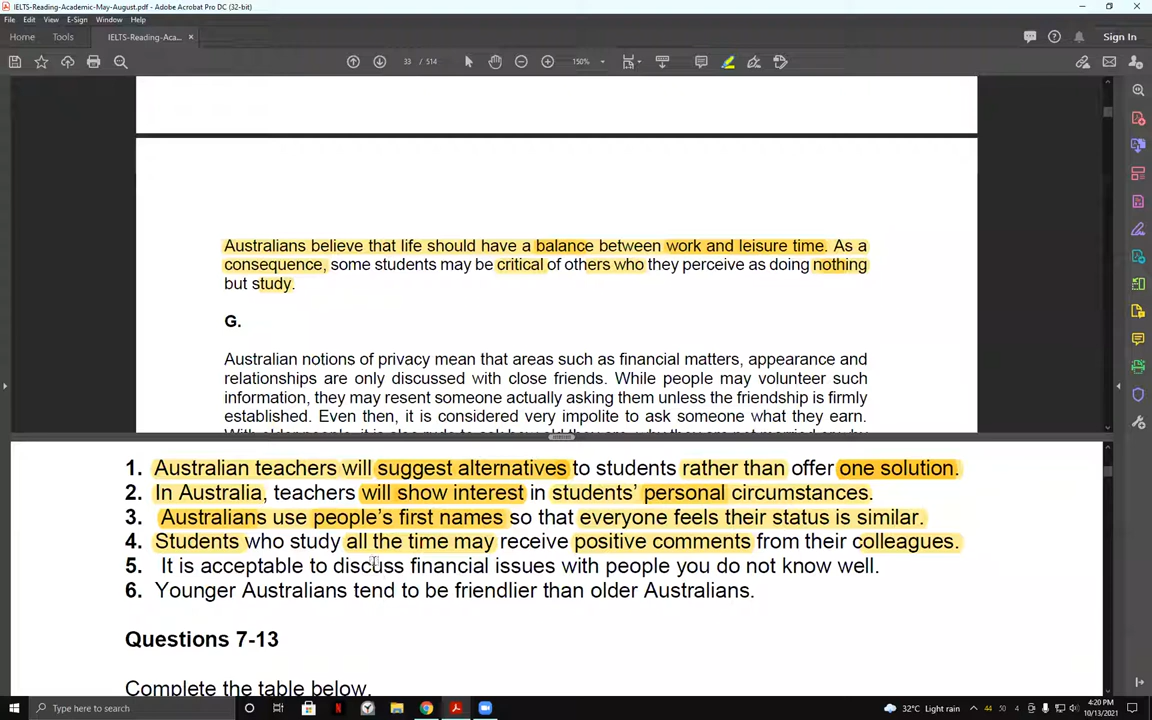 IELTS-Reading-Academic-May-August.pdf - Adobe Acrobat Pro DC (32-bit)
File Edit View E-Sign Window Help
Home Tools IELTS-Reading-Aca... × Sign In
33 / 514 150%
Australians believe that life should have a balance between work and leisure time. As a
consequence, some students may be critical of others who they perceive as doing nothing
but study.
G.
Australian notions of privacy mean that areas such as financial matters, appearance and
relationships are only discussed with close friends. While people may volunteer such
information, they may resent someone actually asking them unless the friendship is firmly
established. Even then, it is considered very impolite to ask someone what they earn.
1. Australian teachers will suggest alternatives to students rather than offer one solution.
2. In Australia, teachers will show interest in students' personal circumstances.
3. Australians use people's first names so that everyone feels their status is similar.
4. Students who study all the time may receive positive comments from their colleagues.
5. It is acceptable to discuss financial issues with people you do not know well.
6. Younger Australians tend to be friendlier than older Australians.
Questions 7-13
Complete the table below.
Type here to search
32°C Light rain 44 50 4 4:20 PM
10/13/2021